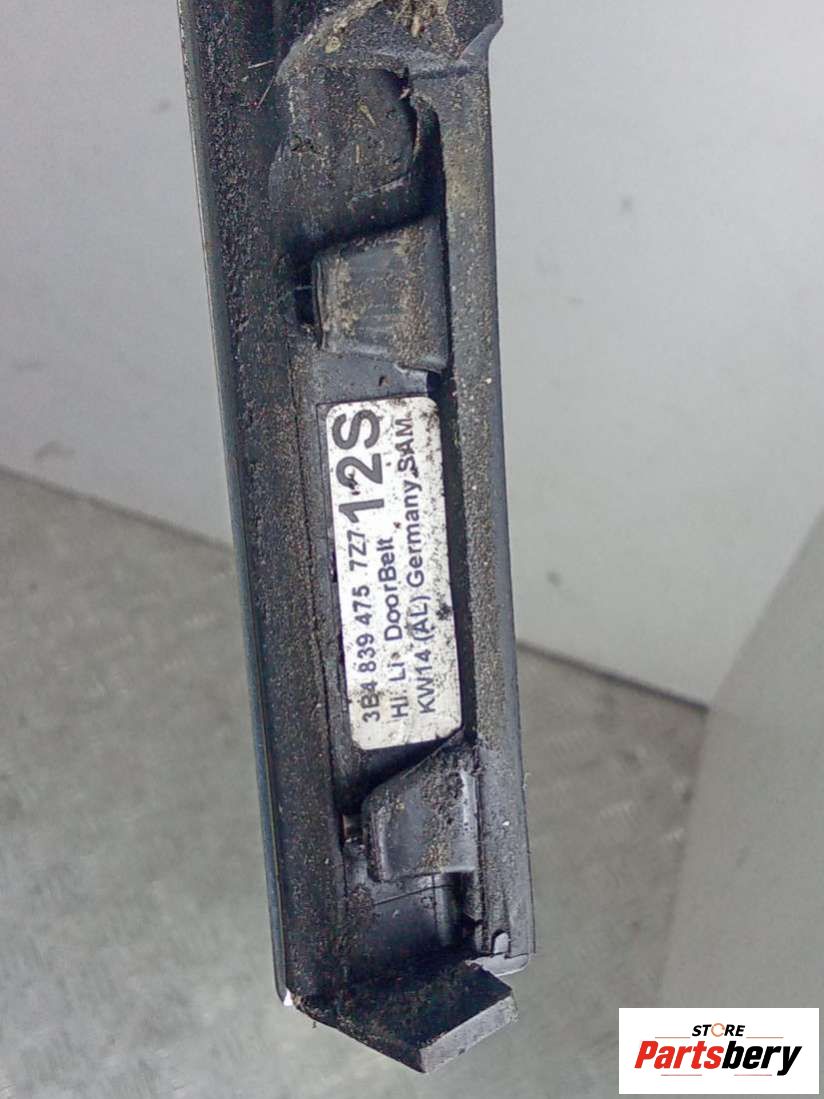 12S
3B4 839 475 7Z7
HI. Li. DoorBelt
KW14 (AL) Germany SAM
STORE
Partsbery